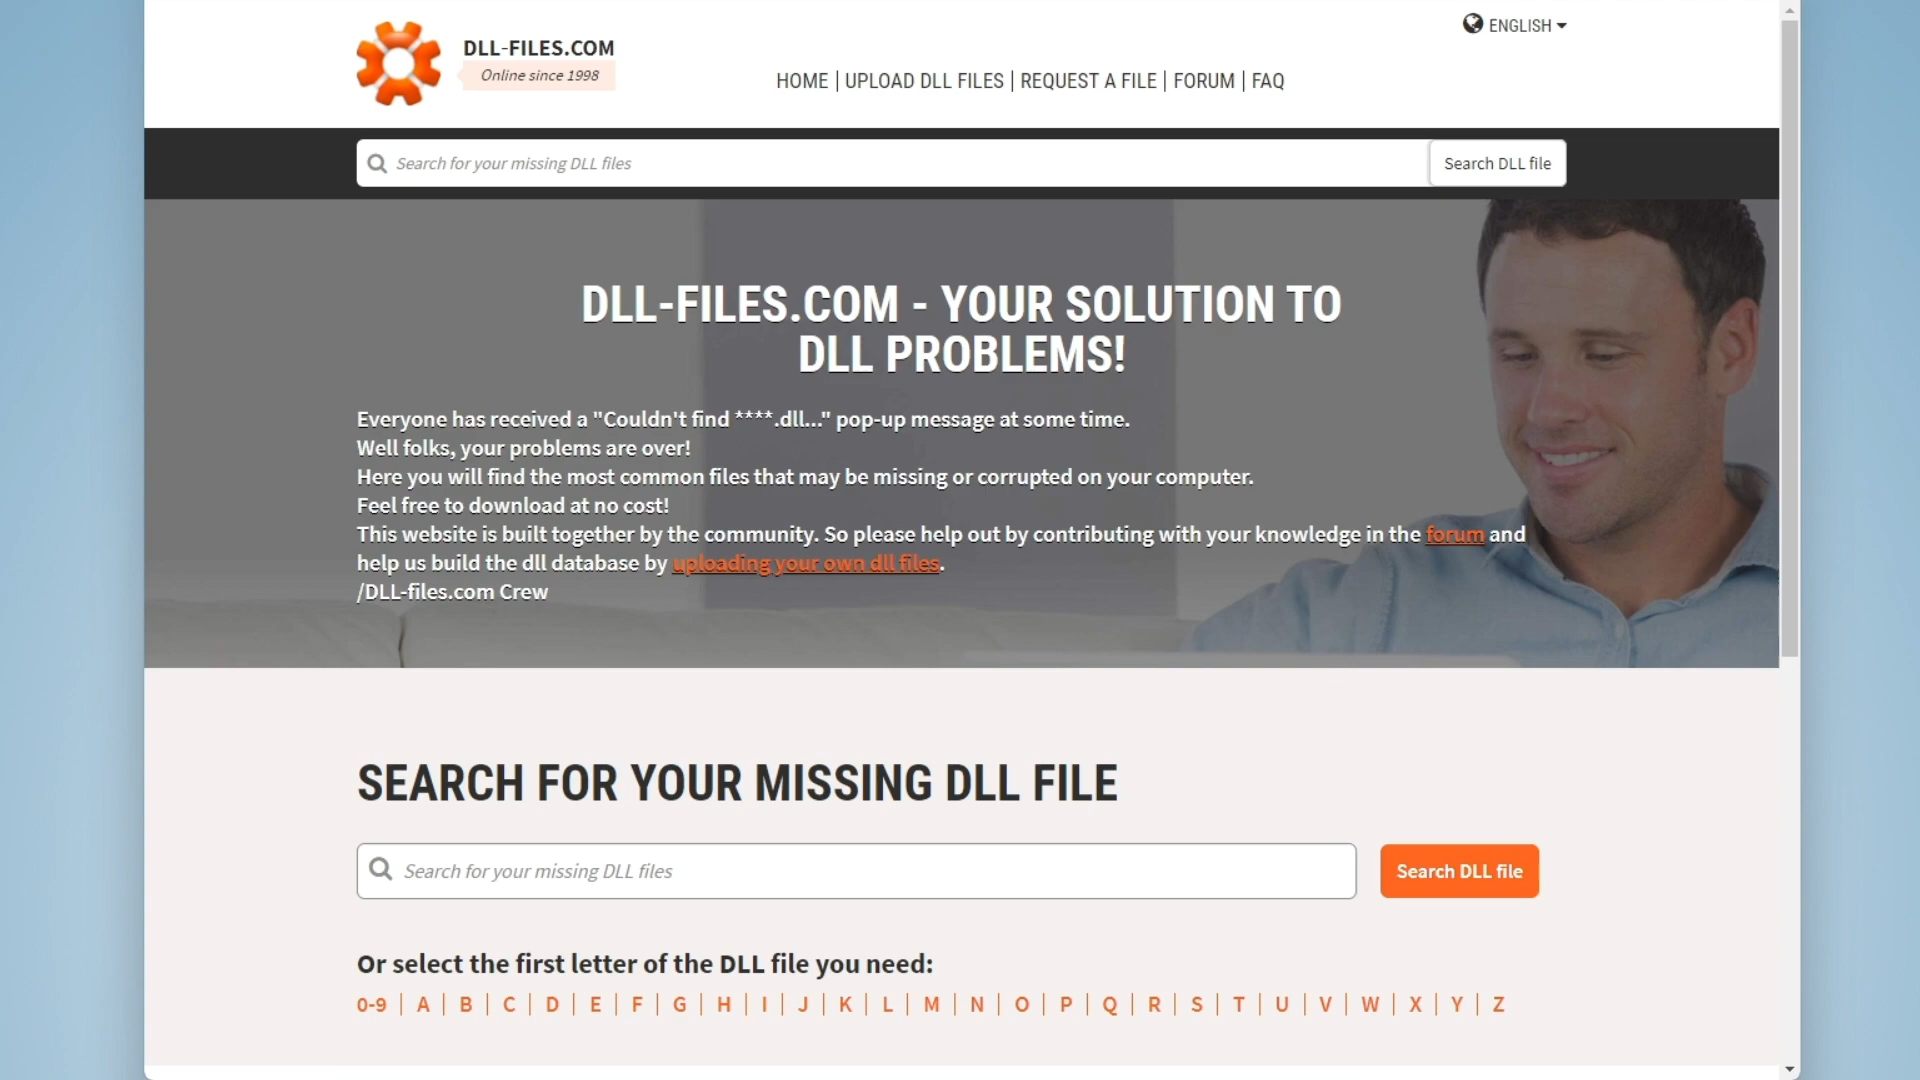 DLL-FILES.COM
Online since 1998
ENGLISH
HOME | UPLOAD DLL FILES | REQUEST A FILE | FORUM | FAQ
Search for your missing DLL files
Search DLL file
DLL-FILES.COM - YOUR SOLUTION TO
DLL PROBLEMS!
Everyone has received a "Couldn't find ****.dll..." pop-up message at some time.
Well folks, your problems are over!
Here you will find the most common files that may be missing or corrupted on your computer.
Feel free to download at no cost!
This website is built together by the community. So please help out by contributing with your knowledge in the forum and
help us build the dll database by uploading your own dll files.
/DLL-files.com Crew
SEARCH FOR YOUR MISSING DLL FILE
Search for your missing DLL files
Search DLL file
Or select the first letter of the DLL file you need:
0-9 | A | B | C | D | E | F | G | H | I | J | K | L | M | N | O | P | Q | R | S | T | U | V | W | X | Y | Z